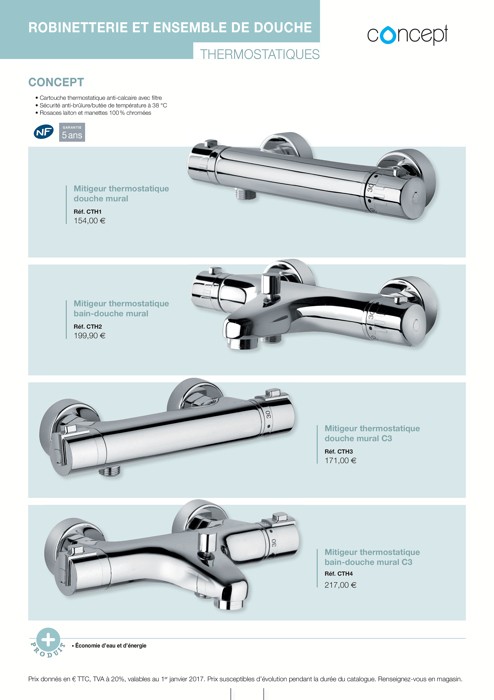 ROBINETTERIE ET ENSEMBLE DE DOUCHE
concept
THERMOSTATIQUES
CONCEPT
• Cartouche thermostatique anti-calcaire avec filtre
• Sécurité anti-brûlure/butée de température à 38 °C
• Rosaces laiton et manettes 100 % chromées
NF
GARANTIE
5 ans
Mitigeur thermostatique
douche mural
Réf. CTH1
154,00 €
30
Mitigeur thermostatique
bain-douche mural
Réf. CTH2
199,90 €
30
30
Mitigeur thermostatique
douche mural C3
Réf. CTH3
171,00 €
30
Mitigeur thermostatique
bain-douche mural C3
Réf. CTH4
217,00 €
PRODUIT
• Économie d'eau et d'énergie
Prix donnés en € TTC, TVA à 20%, valables au 1er janvier 2017. Prix susceptibles d'évolution pendant la durée du catalogue. Renseignez-vous en magasin.